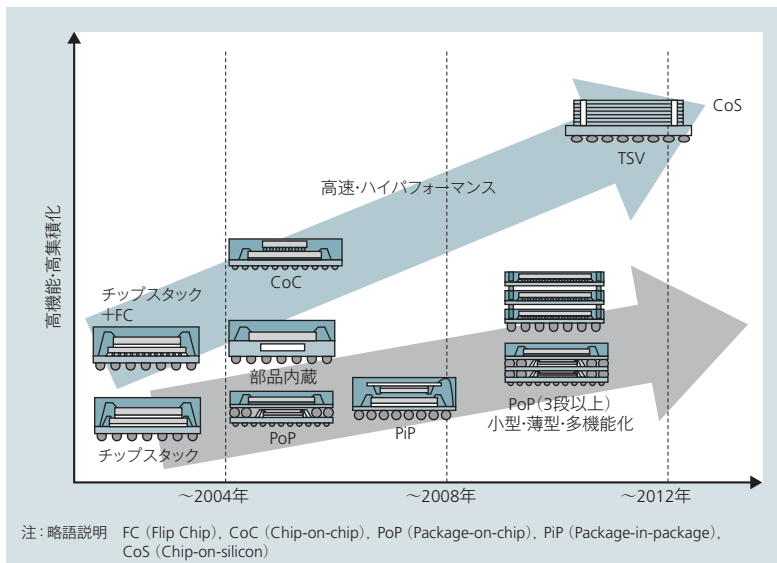 高機能・高集積化
CoS
TSV
高速・ハイパフォーマンス
CoC
チップスタック
＋FC
部品内蔵
チップスタック
PoP
PiP
PoP（3段以上）
小型・薄型・多機能化
～2004年
～2008年
～2012年
注：略語説明　FC（Flip Chip），CoC（Chip-on-chip），PoP（Package-on-chip），PiP（Package-in-package），
CoS（Chip-on-silicon）